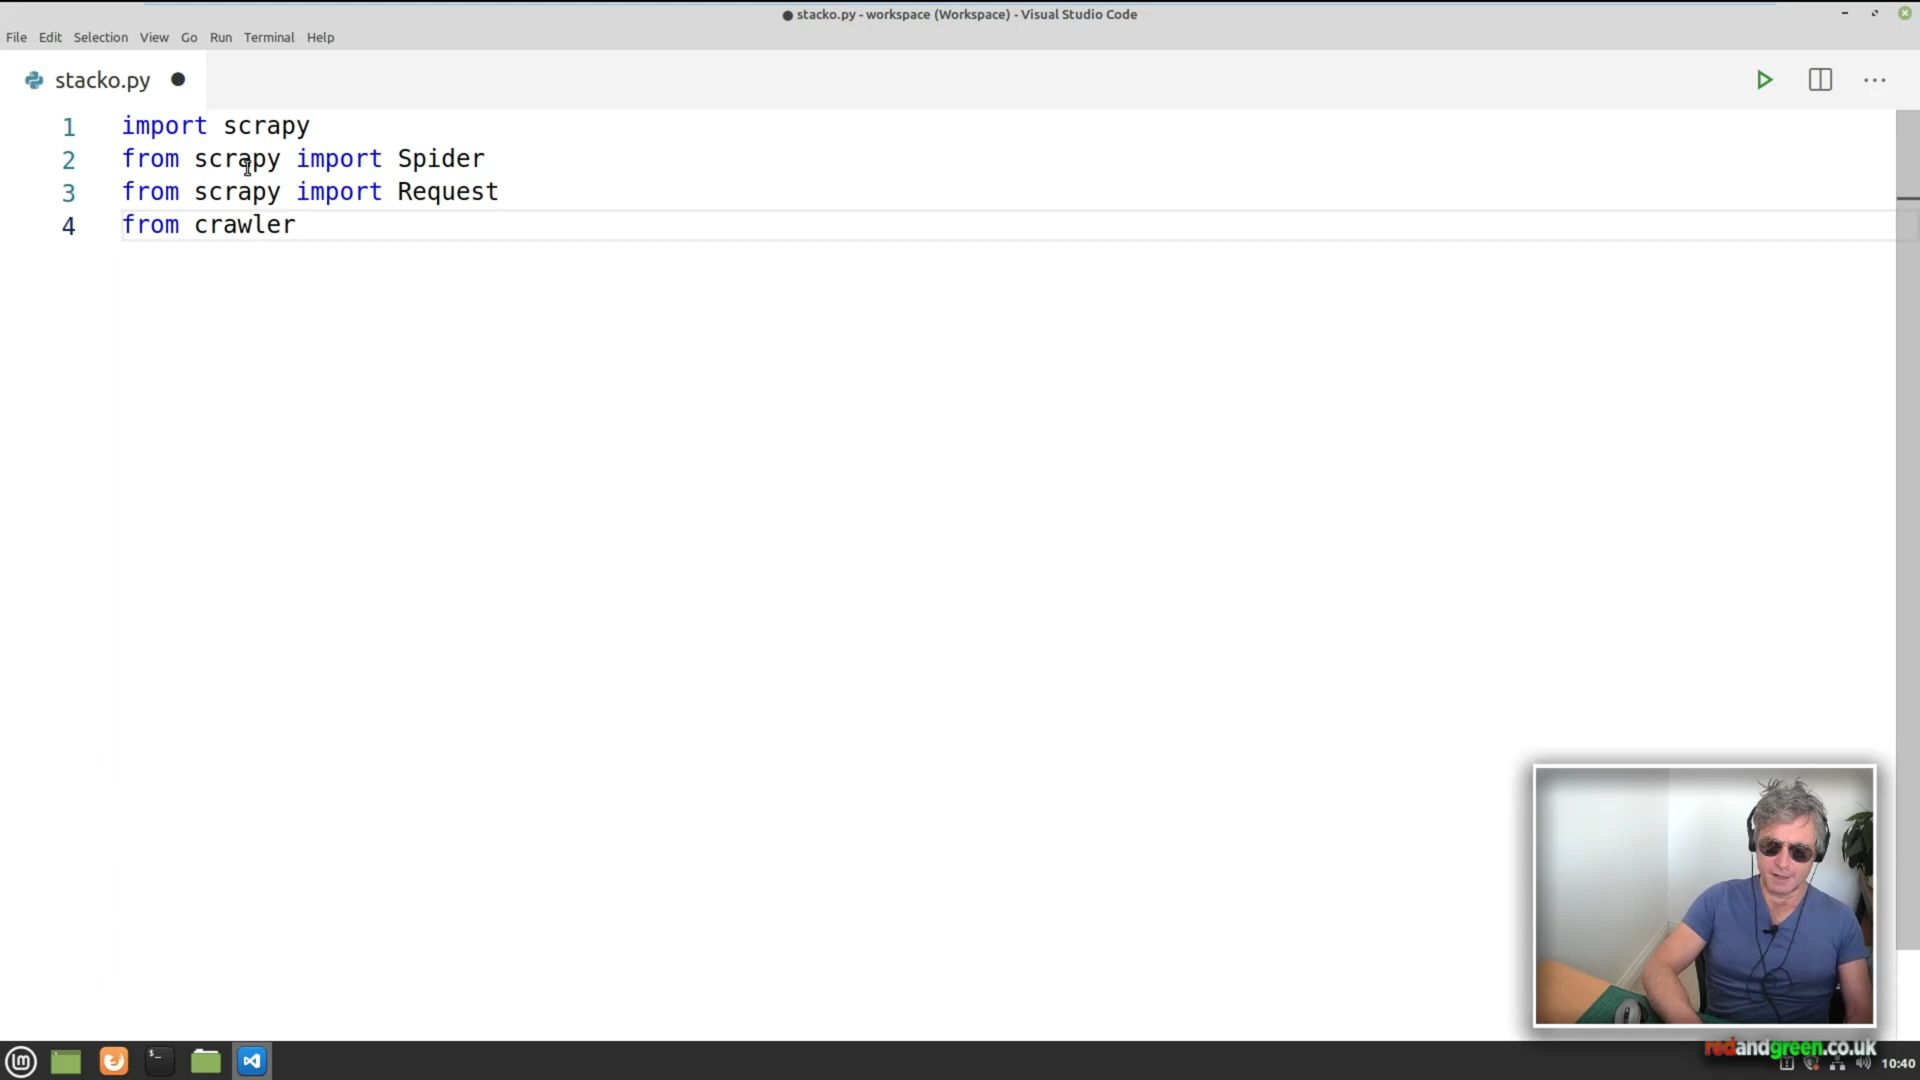 stacko.py - workspace (Workspace) - Visual Studio Code
File Edit Selection View Go Run Terminal Help
stacko.py
1 import scrapy
2 from scrapy import Spider
3 from scrapy import Request
4 from crawler
redandgreen.co.uk
10:40